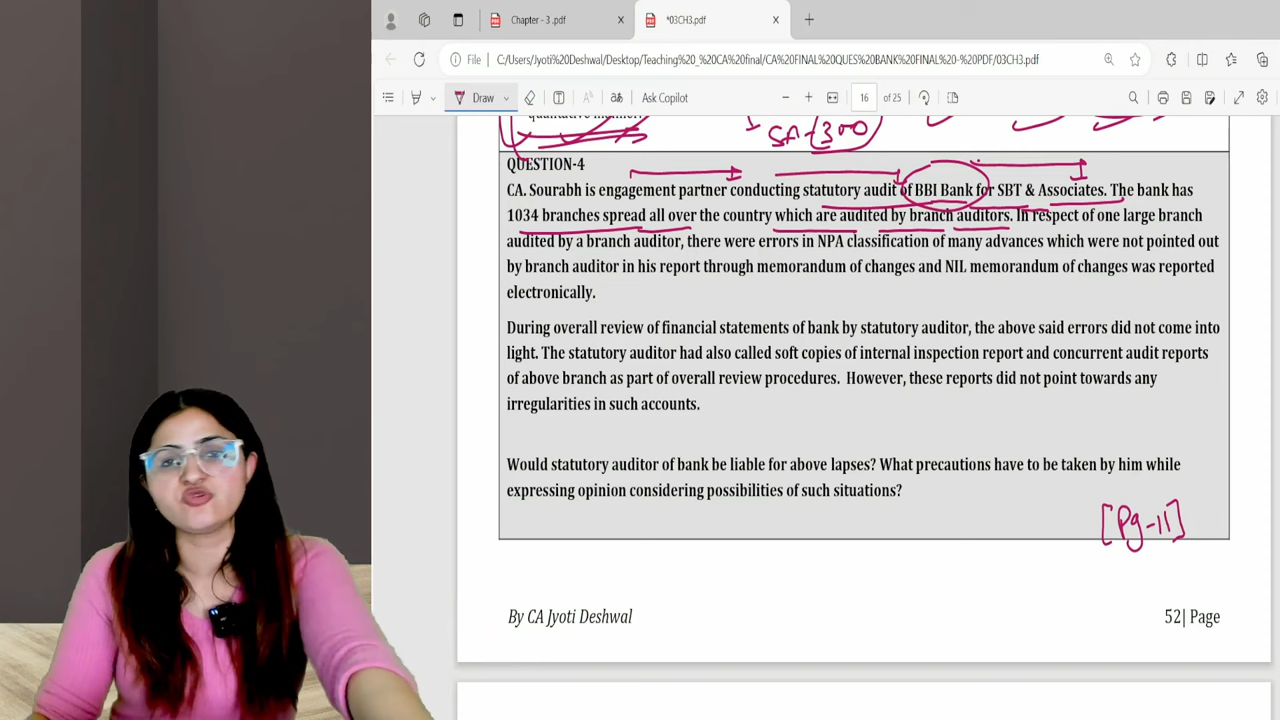 Chapter - 3 .pdf
*03CH3.pdf
File
C:/Users/Jyoti%20Deshwal/Desktop/Teaching%20_%20CA%20final/CA%20FINAL%20QUES%20BANK%20FINAL%20-%20PDF/03CH3.pdf
Draw
Ask Copilot
16 of 25
qualitative manner.
SA-300
QUESTION-4
CA. Sourabh is engagement partner conducting statutory audit of BBI Bank for SBT & Associates. The bank has
1034 branches spread all over the country which are audited by branch auditors. In respect of one large branch
audited by a branch auditor, there were errors in NPA classification of many advances which were not pointed out
by branch auditor in his report through memorandum of changes and NIL memorandum of changes was reported
electronically.
During overall review of financial statements of bank by statutory auditor, the above said errors did not come into
light. The statutory auditor had also called soft copies of internal inspection report and concurrent audit reports
of above branch as part of overall review procedures. However, these reports did not point towards any
irregularities in such accounts.
Would statutory auditor of bank be liable for above lapses? What precautions have to be taken by him while
expressing opinion considering possibilities of such situations?
[Pg-11]
By CA Jyoti Deshwal
52| Page